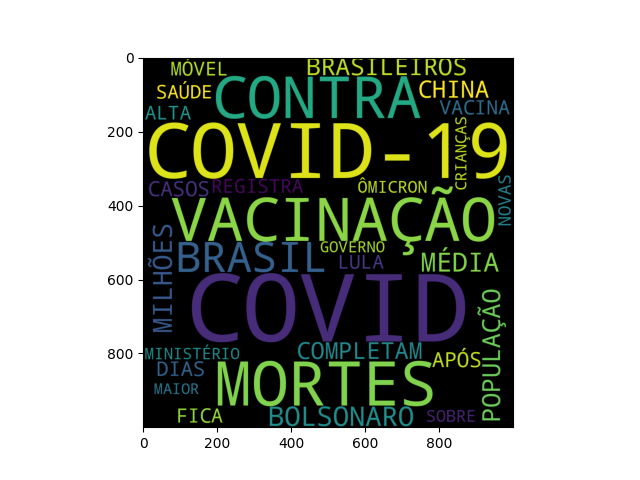 0
MÓVEL BRASILEIROS
SAÚDE CONTRA CHINA
ALTA VACINA
200
COVID-19
CRIANÇAS
CASOS REGISTRA ÔMICRON
NOVAS
400
VACINAÇÃO
GOVERNO
MILHÕES
BRASIL LULA MÉDIA
600
COVID
POPULAÇÃO
800
MINISTÉRIO COMPLETAM APÓS
DIAS
MORTES
MAIOR
FICA BOLSONARO SOBRE
0 200 400 600 800